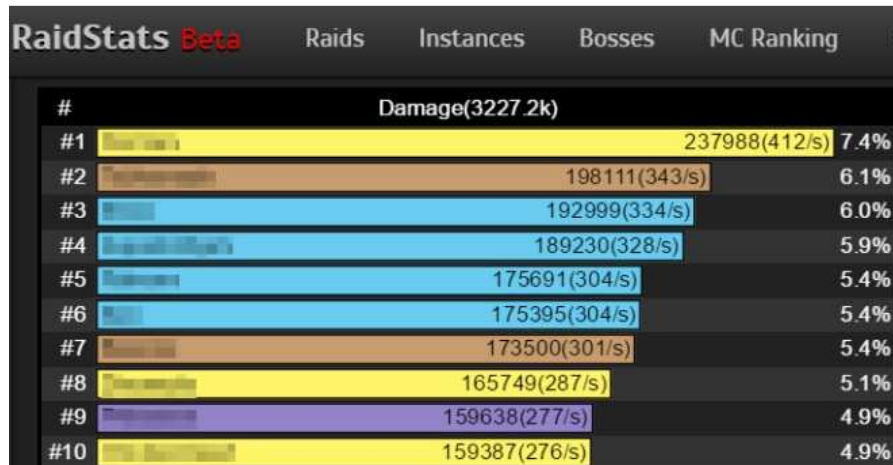 RaidStats Beta Raids Instances Bosses MC Ranking
# Damage(3227.2k)
#1 237988(412/s) 7.4%
#2 198111(343/s) 6.1%
#3 192999(334/s) 6.0%
#4 189230(328/s) 5.9%
#5 175691(304/s) 5.4%
#6 175395(304/s) 5.4%
#7 173500(301/s) 5.4%
#8 165749(287/s) 5.1%
#9 159638(277/s) 4.9%
#10 159387(276/s) 4.9%